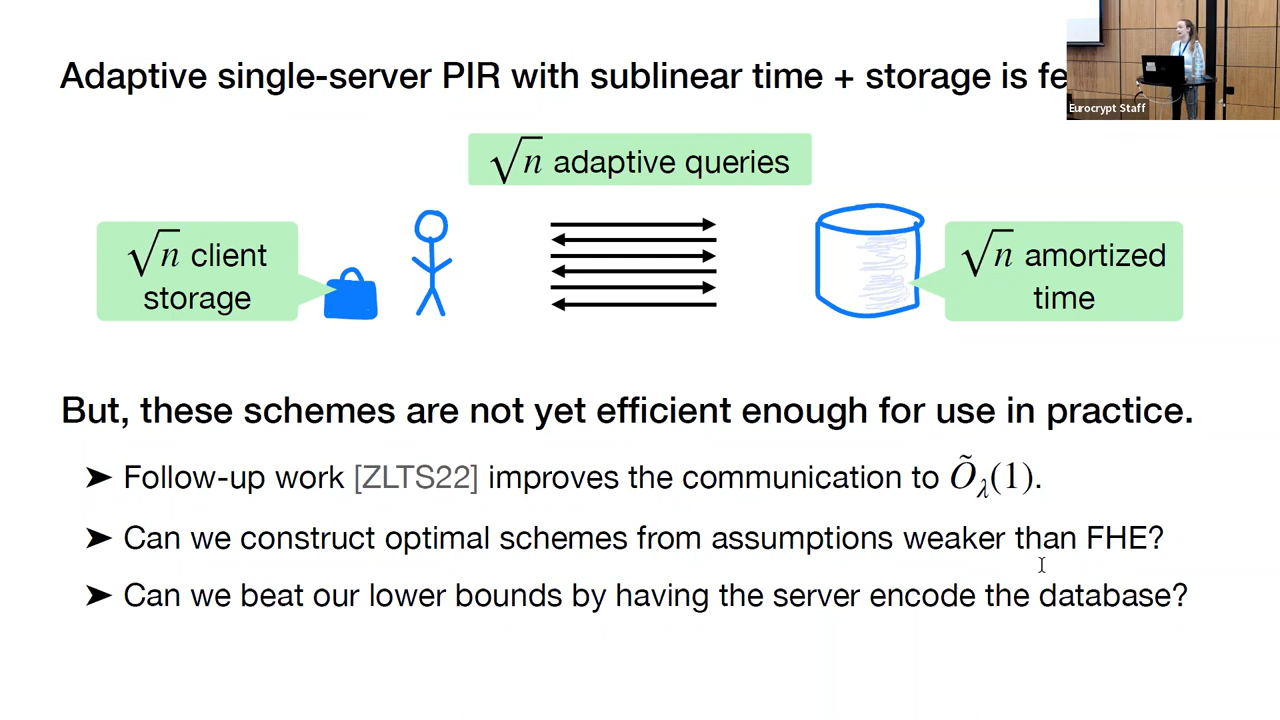 Adaptive single-server PIR with sublinear time + storage is fe
Eurocrypt Staff
√n adaptive queries
√n client
storage
√n amortized
time
But, these schemes are not yet efficient enough for use in practice.
➤ Follow-up work [ZLTS22] improves the communication to Õ_λ(1).
➤ Can we construct optimal schemes from assumptions weaker than FHE?
➤ Can we beat our lower bounds by having the server encode the database?